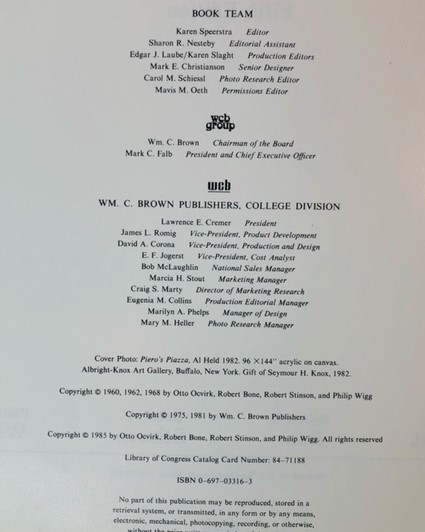 BOOK TEAM
Karen Speerstra Editor
Sharon R. Nesteby Editorial Assistant
Edgar J. Laube/Karen Slaght Production Editors
Mark E. Christianson Senior Designer
Carol M. Schiessl Photo Research Editor
Mavis M. Oeth Permissions Editor
wcb
group
Wm. C. Brown Chairman of the Board
Mark C. Falb President and Chief Executive Officer
wcb
WM. C. BROWN PUBLISHERS, COLLEGE DIVISION
Lawrence E. Cremer President
James L. Romig Vice-President, Product Development
David A. Corona Vice-President, Production and Design
E. F. Jogerst Vice-President, Cost Analyst
Bob McLaughlin National Sales Manager
Marcia H. Stout Marketing Manager
Craig S. Marty Director of Marketing Research
Eugenia M. Collins Production Editorial Manager
Marilyn A. Phelps Manager of Design
Mary M. Heller Photo Research Manager
Cover Photo: Piero's Piazza, Al Held 1982. 96 × 144" acrylic on canvas.
Albright-Knox Art Gallery, Buffalo, New York. Gift of Seymour H. Knox, 1982.
Copyright © 1960, 1962, 1968 by Otto Ocvirk, Robert Bone, Robert Stinson, and Philip Wigg
Copyright © 1975, 1981 by Wm. C. Brown Publishers
Copyright © 1985 by Otto Ocvirk, Robert Bone, Robert Stinson, and Philip Wigg. All rights reserved
Library of Congress Catalog Card Number: 84-71188
ISBN 0-697-03316-3
No part of this publication may be reproduced, stored in a
retrieval system, or transmitted, in any form or by any means,
electronic, mechanical, photocopying, recording, or otherwise,